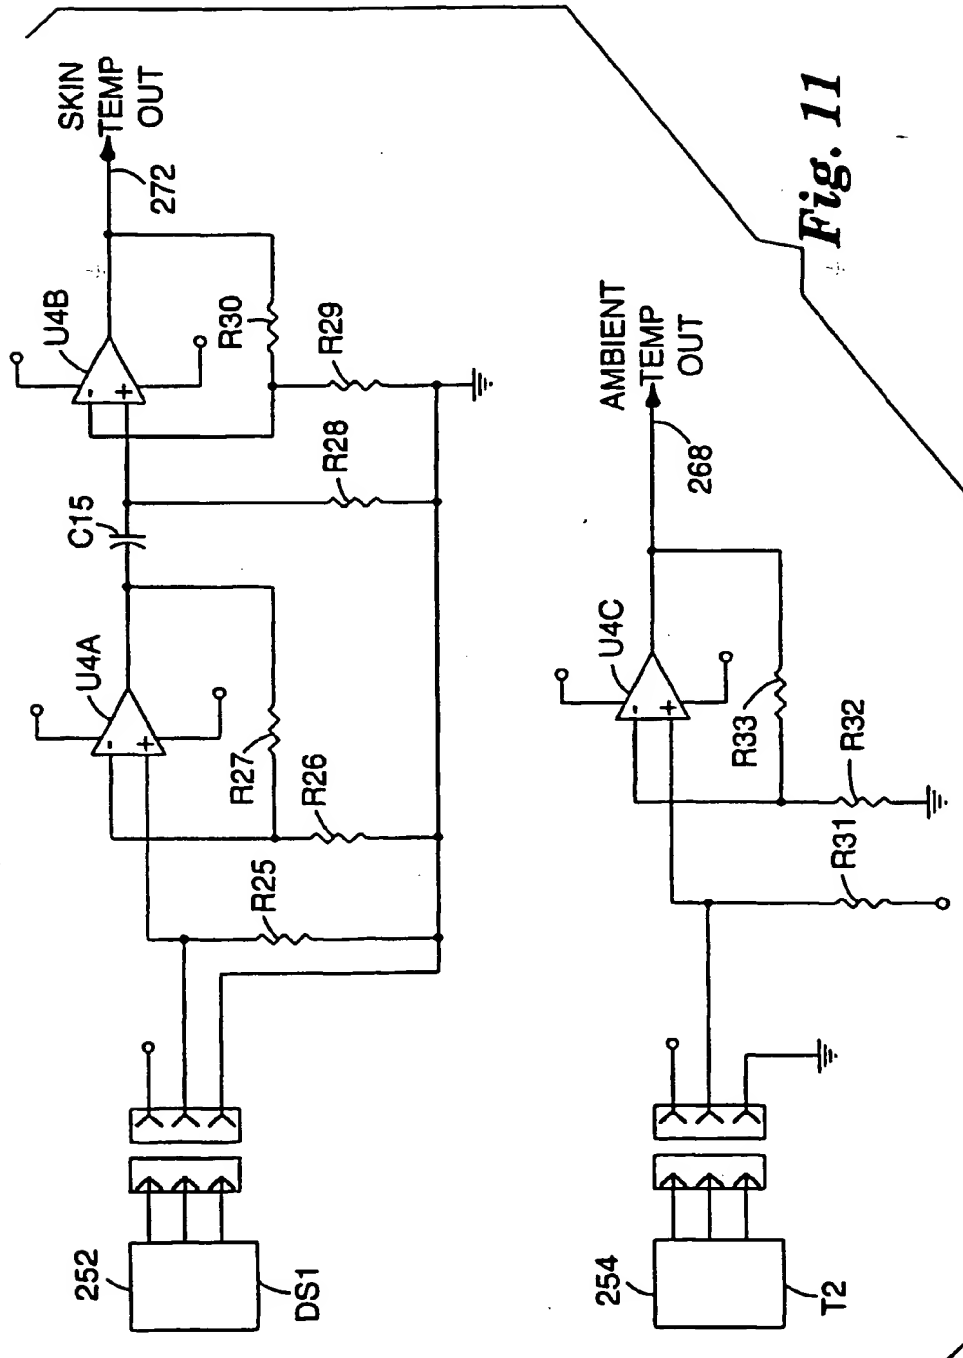 252
DS1
R25
U4A
-
+
R27
R26
C15
R28
U4B
-
+
R30
R29
272
SKIN
TEMP
OUT
254
T2
R31
U4C
-
+
R33
R32
268
AMBIENT
TEMP
OUT
Fig. 11